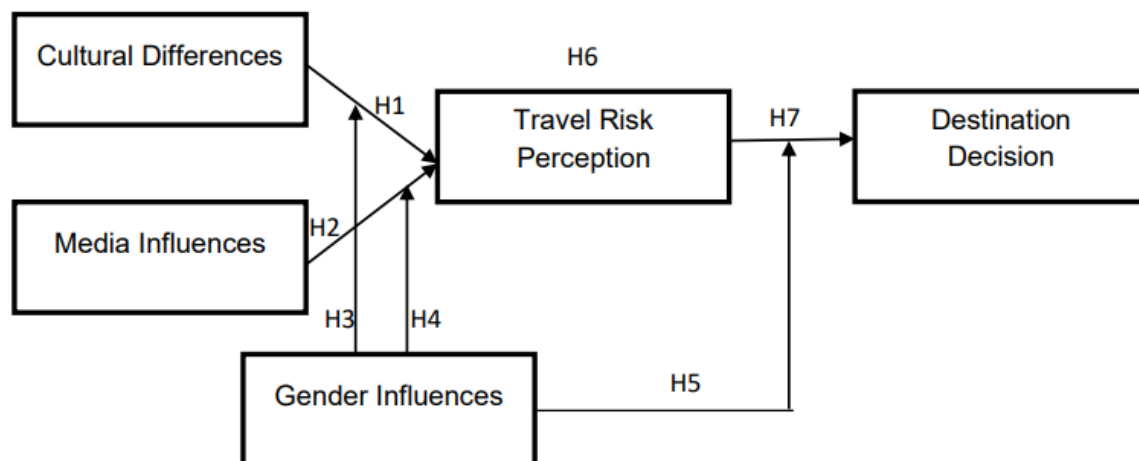 Cultural Differences
H6
H1
Travel Risk
Perception
H7
Destination
Decision
Media Influences
H2
H3
H4
Gender Influences
H5